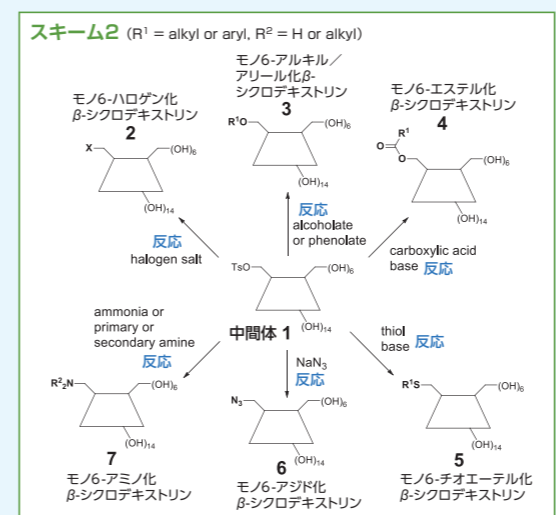 スキーム2 (R¹ = alkyl or aryl, R² = H or alkyl)
モノ6-アルキル／
アリール化β-
シクロデキストリン
3
R¹O
(OH)₆
(OH)₁₄
モノ6-ハロゲン化
β-シクロデキストリン
2
X
(OH)₆
(OH)₁₄
モノ6-エステル化
β-シクロデキストリン
4
R¹
O
O
(OH)₆
(OH)₁₄
反応
halogen salt
反応
alcoholate
or phenolate
carboxylic acid
base 反応
TsO
(OH)₆
(OH)₁₄
中間体 1
ammonia or
primary or
secondary amine
反応
NaN₃
反応
thiol
base 反応
R²₂N
(OH)₆
(OH)₁₄
7
モノ6-アミノ化
β-シクロデキストリン
N₃
(OH)₆
(OH)₁₄
6
モノ6-アジド化
β-シクロデキストリン
R¹S
(OH)₆
(OH)₁₄
5
モノ6-チオエーテル化
β-シクロデキストリン